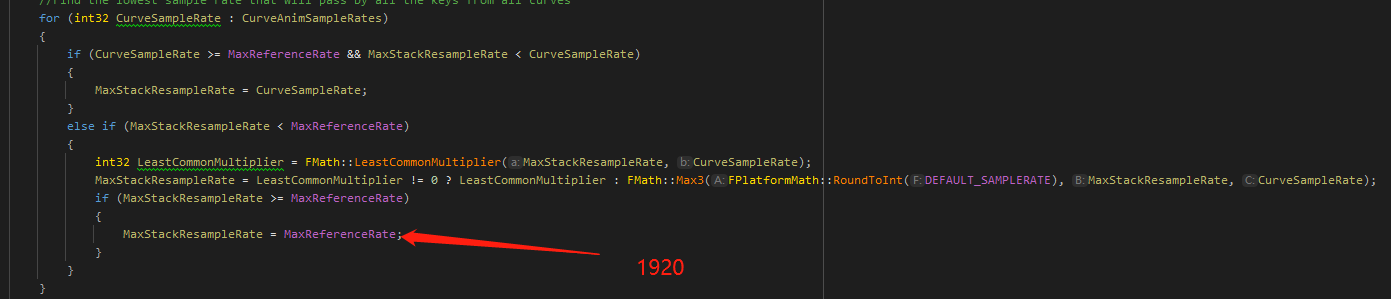 //Find the lowest sample rate that will pass by all the keys from all curves
for (int32 CurveSampleRate : CurveAnimSampleRates)
{
if (CurveSampleRate >= MaxReferenceRate && MaxStackResampleRate < CurveSampleRate)
{
MaxStackResampleRate = CurveSampleRate;
}
else if (MaxStackResampleRate < MaxReferenceRate)
{
int32 LeastCommonMultiplier = FMath::LeastCommonMultiplier(a:MaxStackResampleRate, b:CurveSampleRate);
MaxStackResampleRate = LeastCommonMultiplier != 0 ? LeastCommonMultiplier : FMath::Max3(A:FPlatformMath::RoundToInt(F:DEFAULT_SAMPLERATE), B:MaxStackResampleRate, C:CurveSampleRate);
if (MaxStackResampleRate >= MaxReferenceRate)
{
MaxStackResampleRate = MaxReferenceRate;
}
1920
}
}